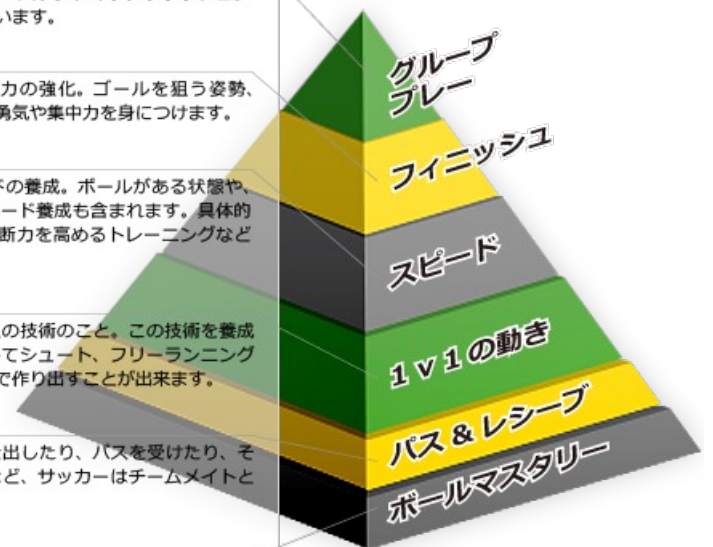 います。
力の強化。ゴールを狙う姿勢、
勇気や集中力を身につけます。
ドの養成。ボールがある状態や、
ード養成も含まれます。具体的
断力を高めるトレーニングなど
の技術のこと。この技術を養成
てシュート、フリーランニング
で作り出すことが出来ます。
を出したり、パスを受けたり、そ
など、サッカーはチームメイトと
グループ
プレー
フィニッシュ
スピード
1 v 1 の動き
パス & レシーブ
ボールマスタリー